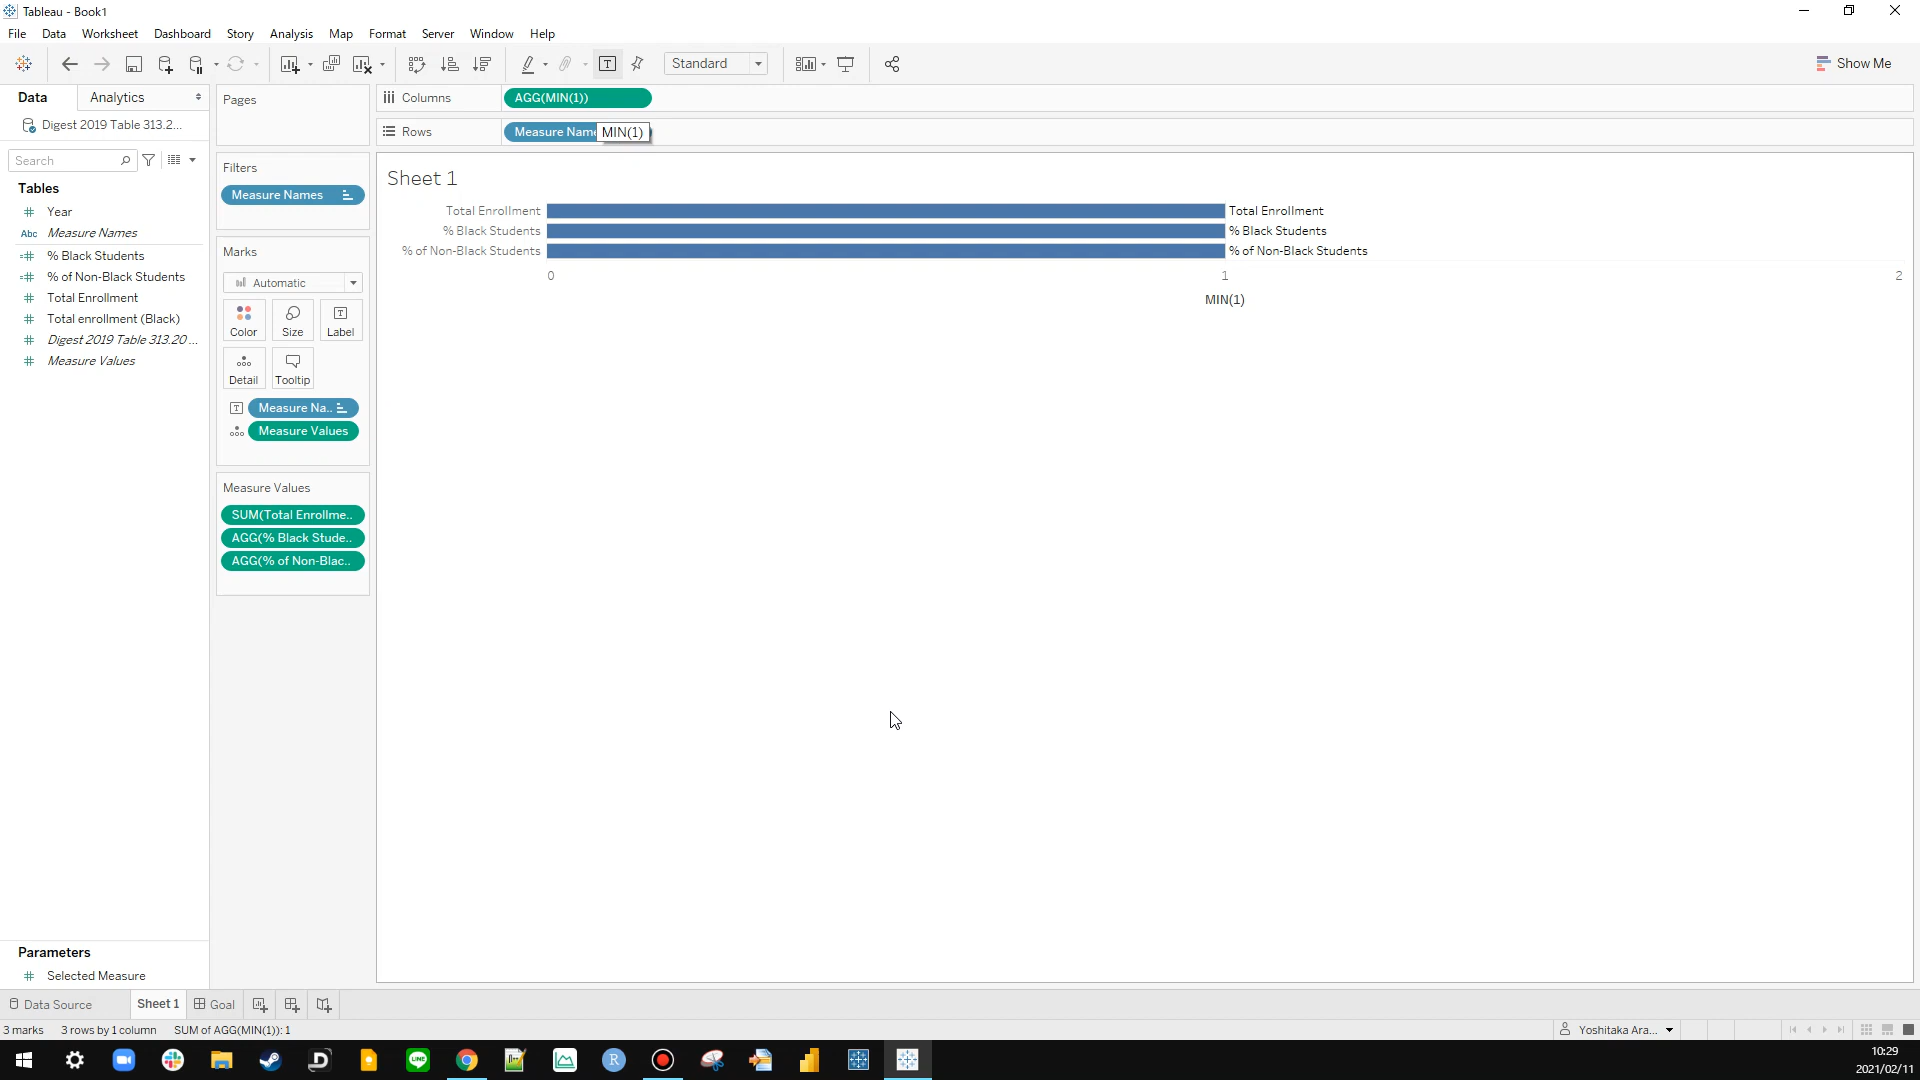 Tableau - Book1
File Data Worksheet Dashboard Story Analysis Map Format Server Window Help
Standard
Show Me
Data
Analytics
Digest 2019 Table 313.2...
Search
Tables
Year
Abc Measure Names
% Black Students
% of Non-Black Students
Total Enrollment
Total enrollment (Black)
Digest 2019 Table 313.20 ...
Measure Values
Parameters
Selected Measure
Pages
Filters
Measure Names
Marks
Automatic
Color
Size
Label
Detail
Tooltip
Measure Na..
Measure Values
Measure Values
SUM(Total Enrollme..
AGG(% Black Stude..
AGG(% of Non-Blac..
Columns
AGG(MIN(1))
Rows
Measure Name
MIN(1)
Sheet 1
Total Enrollment
Total Enrollment
% Black Students
% Black Students
% of Non-Black Students
% of Non-Black Students
0 1 2
MIN(1)
Data Source
Sheet 1
Goal
3 marks 3 rows by 1 column SUM of AGG(MIN(1)): 1
Yoshitaka Ara...
LINE
R
10:29
2021/02/11